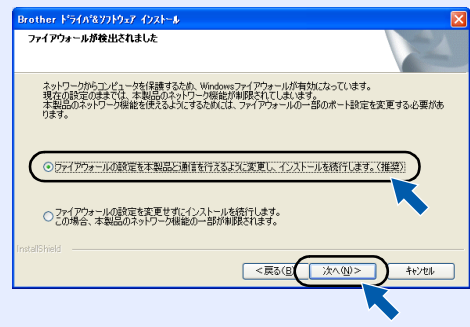 Brother ドライバ&ソフトウェア インストール
ファイアウォールが検出されました
ネットワークからコンピュータを保護するため、Windowsファイアウォールが有効になっています。
現在の設定のままでは、本製品のネットワーク機能が制限されてしまいます。
本製品のネットワーク機能を使えるようにするためには、ファイアウォールの一部のポート設定を変更する必要があ
ります。
ファイアウォールの設定を本製品と通信を行えるように変更し、インストールを続行します。(推奨)
ファイアウォールの設定を変更せずにインストールを続行します。
この場合、本製品のネットワーク機能の一部が制限されます。
InstallShield
<戻る(B) 次へ(N)> キャンセル